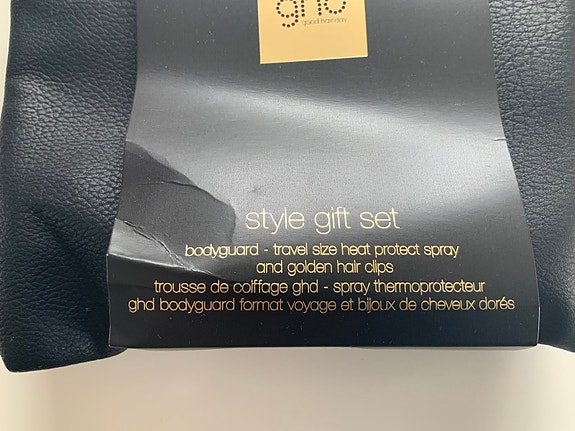 ghd
good hair day
style gift set
bodyguard - travel size heat protect spray
and golden hair clips
trousse de coiffage ghd - spray thermoprotecteur
ghd bodyguard format voyage et bijoux de cheveux dorés